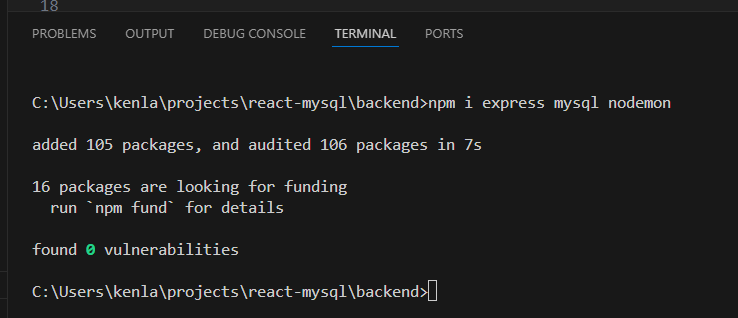 18
PROBLEMS OUTPUT DEBUG CONSOLE TERMINAL PORTS
C:\Users\kenla\projects\react-mysql\backend>npm i express mysql nodemon
added 105 packages, and audited 106 packages in 7s
16 packages are looking for funding
  run `npm fund` for details
found 0 vulnerabilities
C:\Users\kenla\projects\react-mysql\backend>